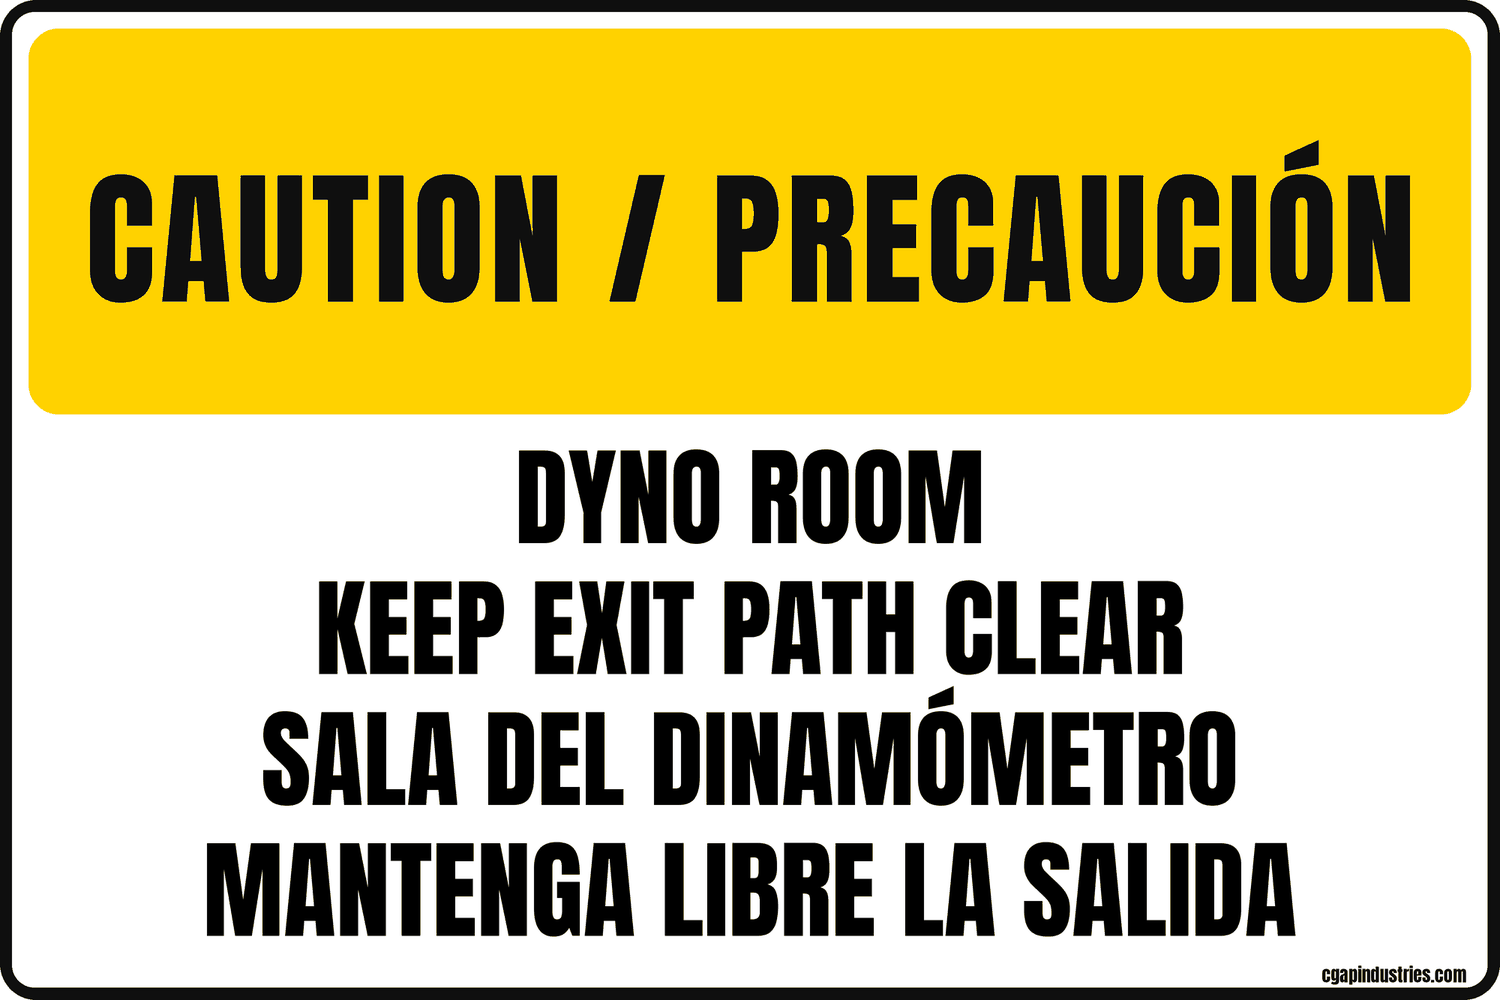 CAUTION / PRECAUCIÓN
DYNO ROOM
KEEP EXIT PATH CLEAR
SALA DEL DINAMÓMETRO
MANTENGA LIBRE LA SALIDA
cgapindustries.com